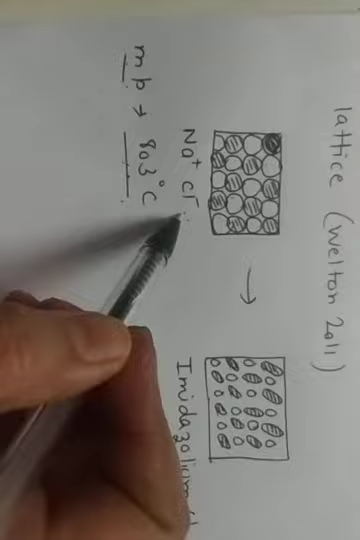 lattice (Welton 2011)
→
Na⁺ Cl⁻ Imidazolium
mp → 803°C